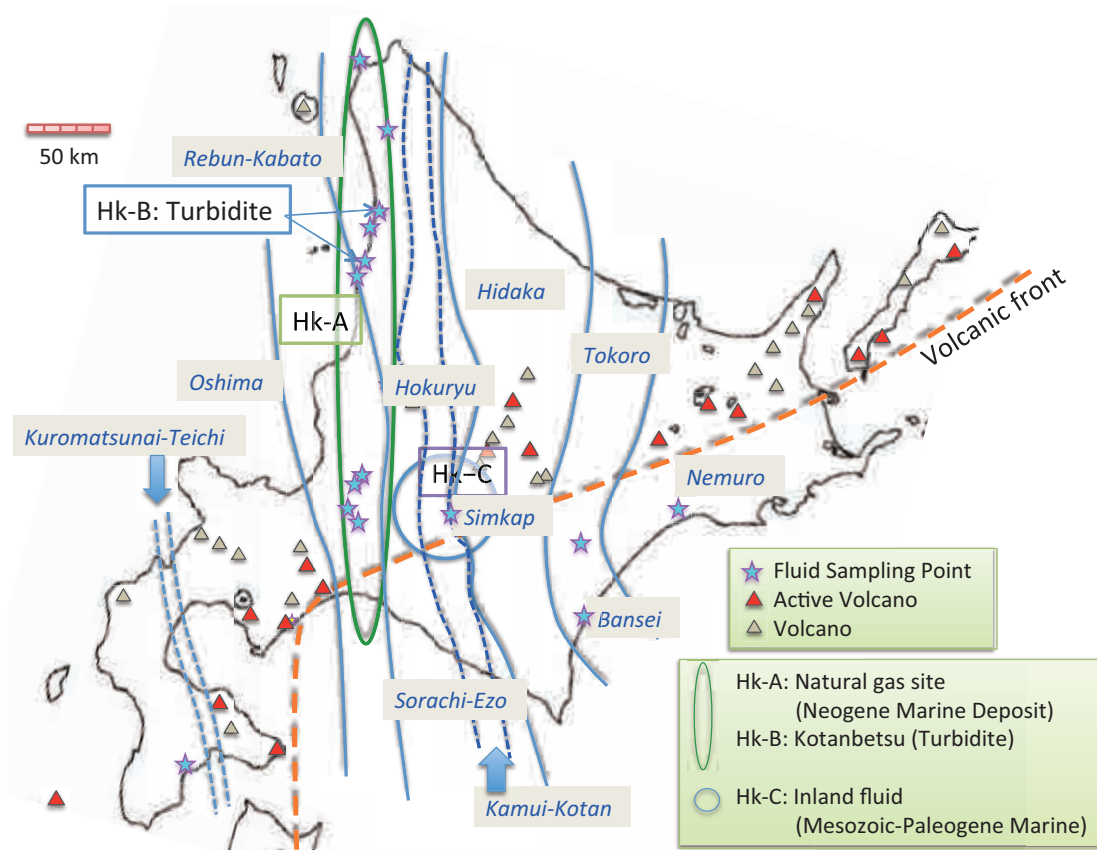 50 km
Rebun-Kabato
Hk-B: Turbidite
Hidaka
Hk-A
Volcanic front
Tokoro
Oshima
Hokuryu
Kuromatsunai-Teichi
Hk–C
Nemuro
Simkap
Fluid Sampling Point
Active Volcano
Volcano
Bansei
Sorachi-Ezo
Kamui-Kotan
Hk-A: Natural gas site
(Neogene Marine Deposit)
Hk-B: Kotanbetsu (Turbidite)
Hk-C: Inland fluid
(Mesozoic-Paleogene Marine)